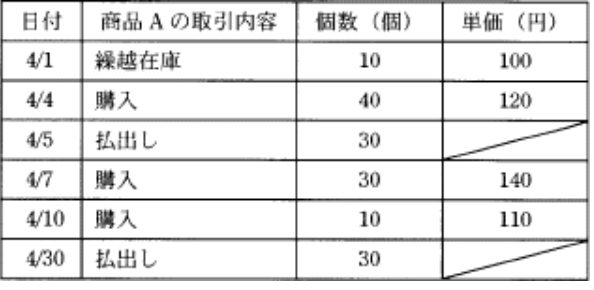 日付 商品 A の取引内容 個数（個） 単価（円）
4/1 繰越在庫 10 100
4/4 購入 40 120
4/5 払出し 30
4/7 購入 30 140
4/10 購入 10 110
4/30 払出し 30